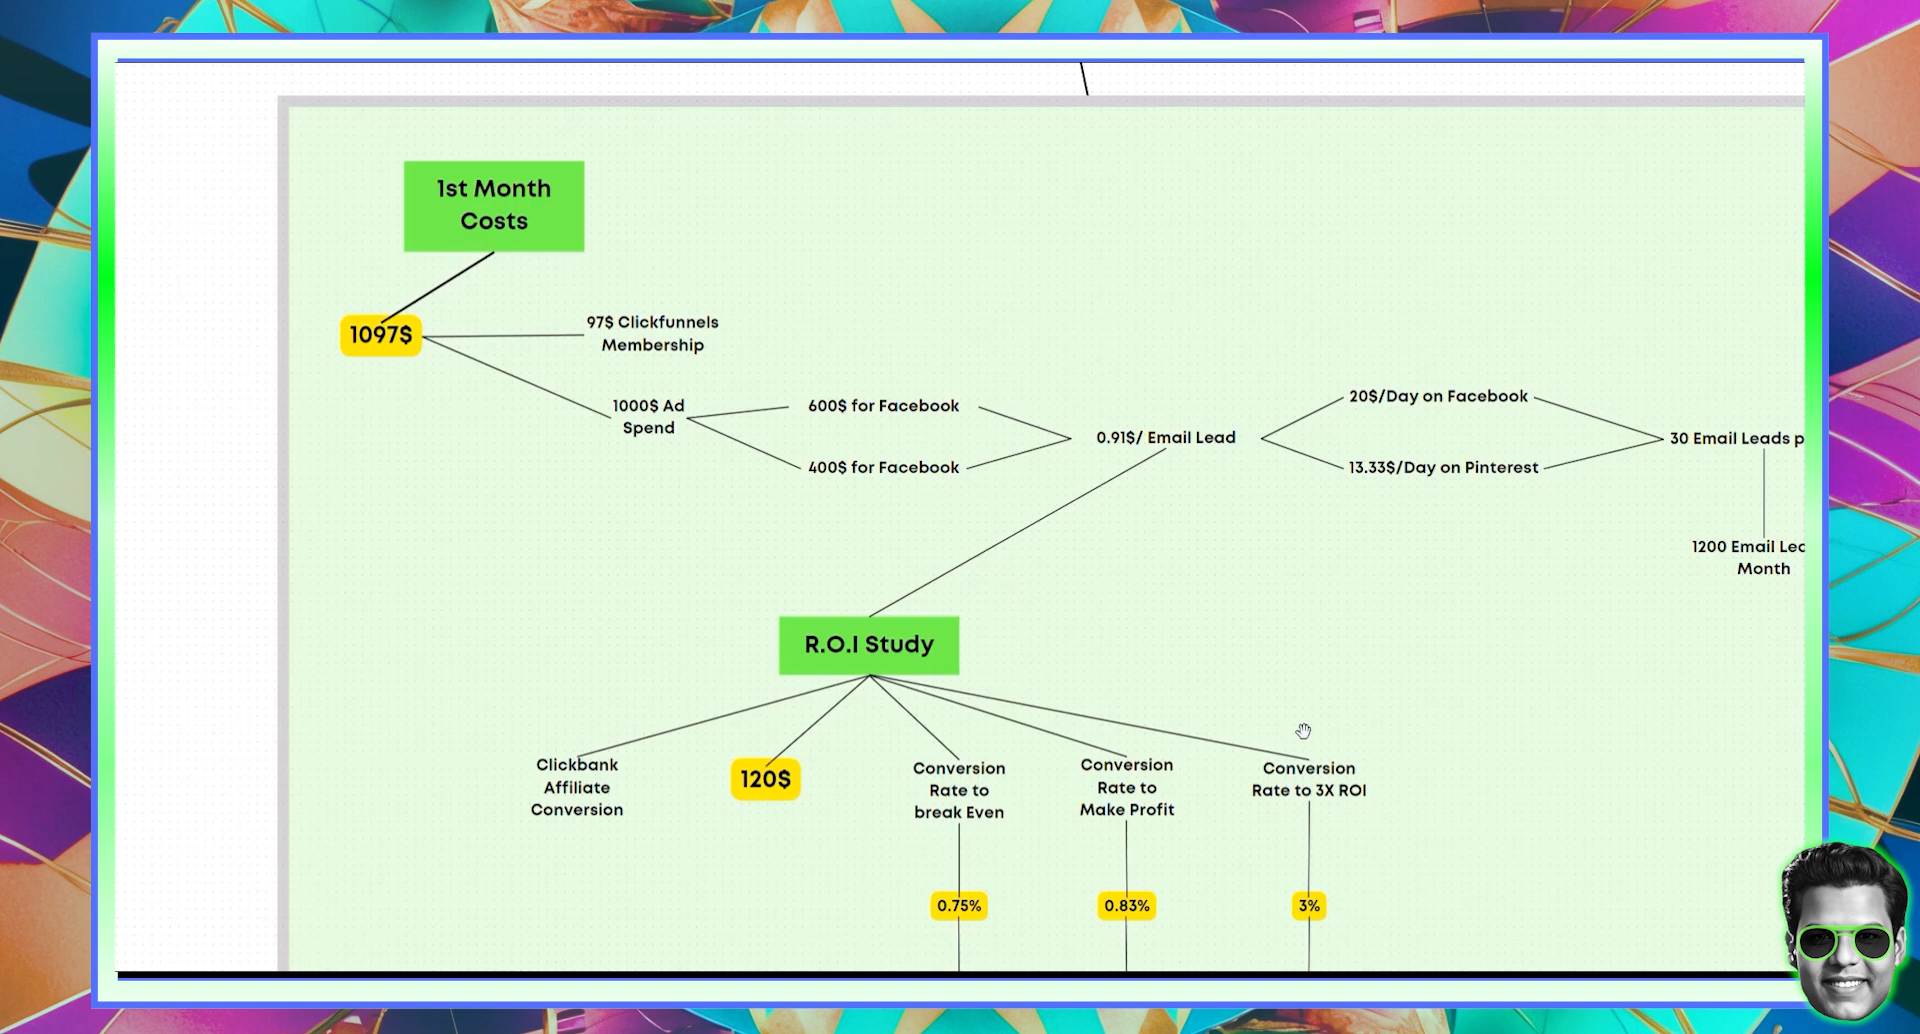 1st Month
Costs
1097$
97$ Clickfunnels
Membership
1000$ Ad
Spend
600$ for Facebook
400$ for Facebook
0.91$/ Email Lead
20$/Day on Facebook
13.33$/Day on Pinterest
30 Email Leads p
1200 Email Lec
Month
R.O.I Study
Clickbank
Affiliate
Conversion
120$
Conversion
Rate to
break Even
Conversion
Rate to
Make Profit
Conversion
Rate to 3X ROI
0.75%
0.83%
3%